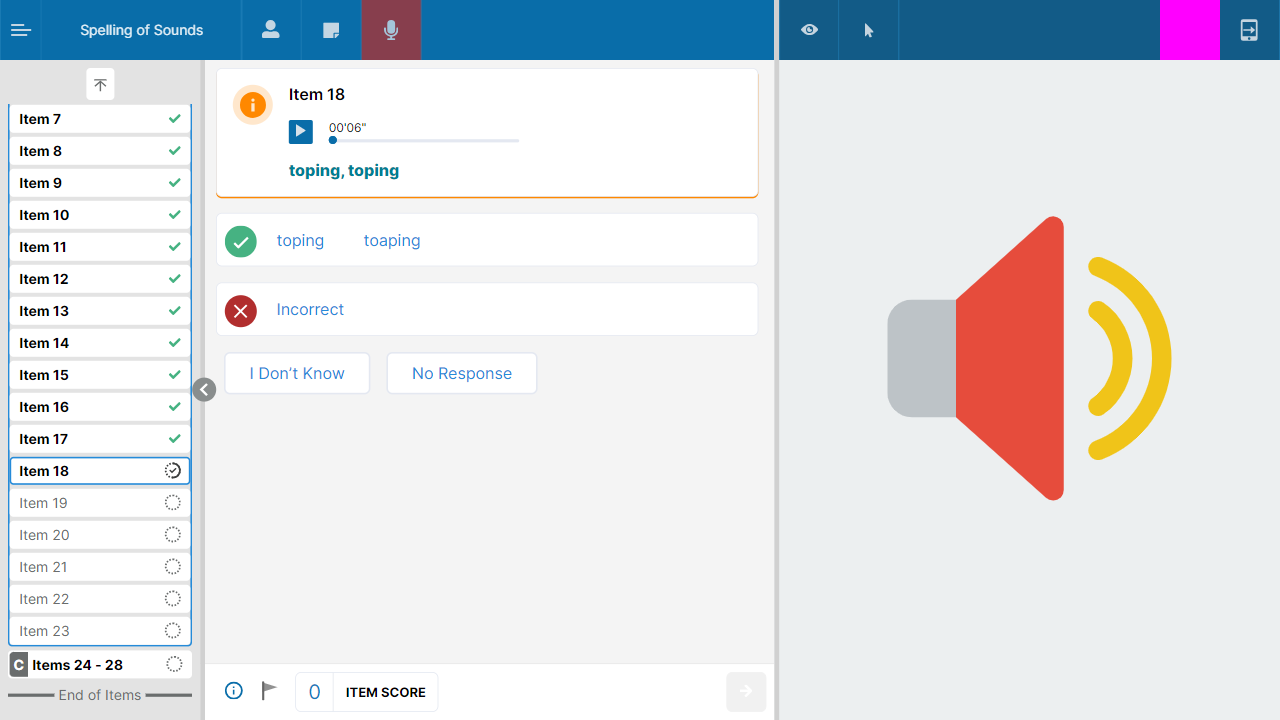 Spelling of Sounds
Item 7
Item 8
Item 9
Item 10
Item 11
Item 12
Item 13
Item 14
Item 15
Item 16
Item 17
Item 18
Item 19
Item 20
Item 21
Item 22
Item 23
C Items 24 - 28
End of Items
Item 18
00'06"
toping, toping
toping toaping
Incorrect
I Don’t Know No Response
0 ITEM SCORE